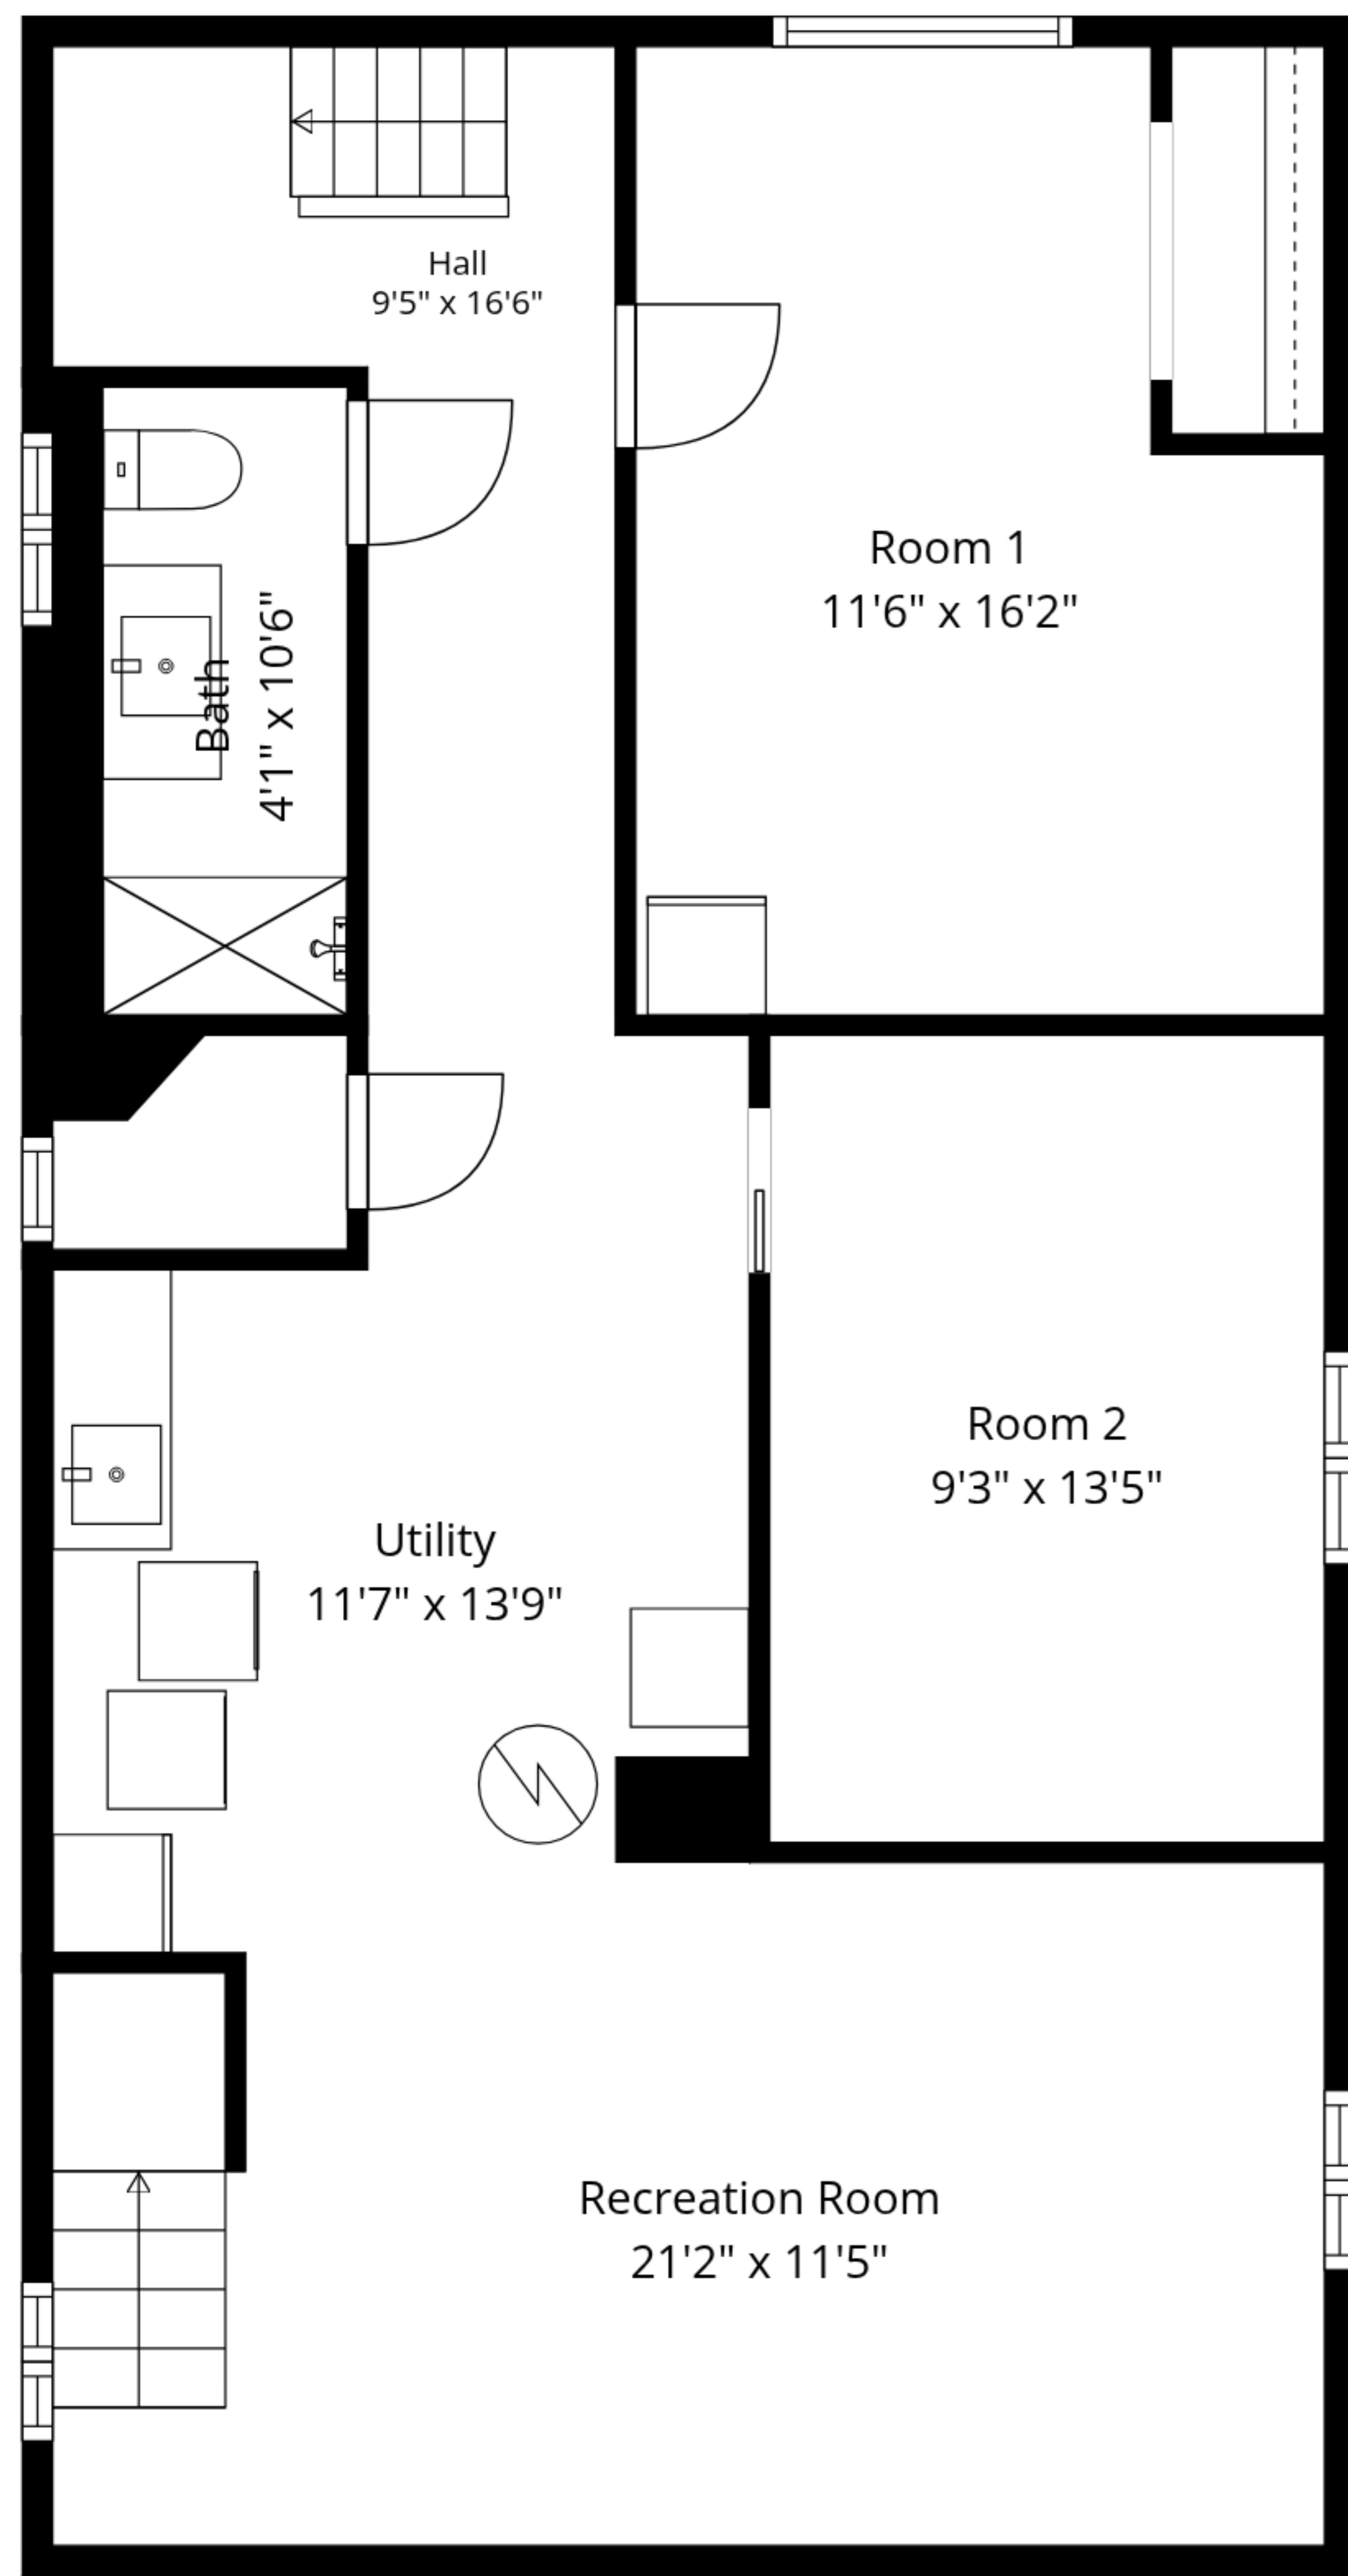 Hall
9'5" x 16'6"
Room 1
11'6" x 16'2"
Bath
4'1" x 10'6"
Room 2
9'3" x 13'5"
Utility
11'7" x 13'9"
Recreation Room
21'2" x 11'5"